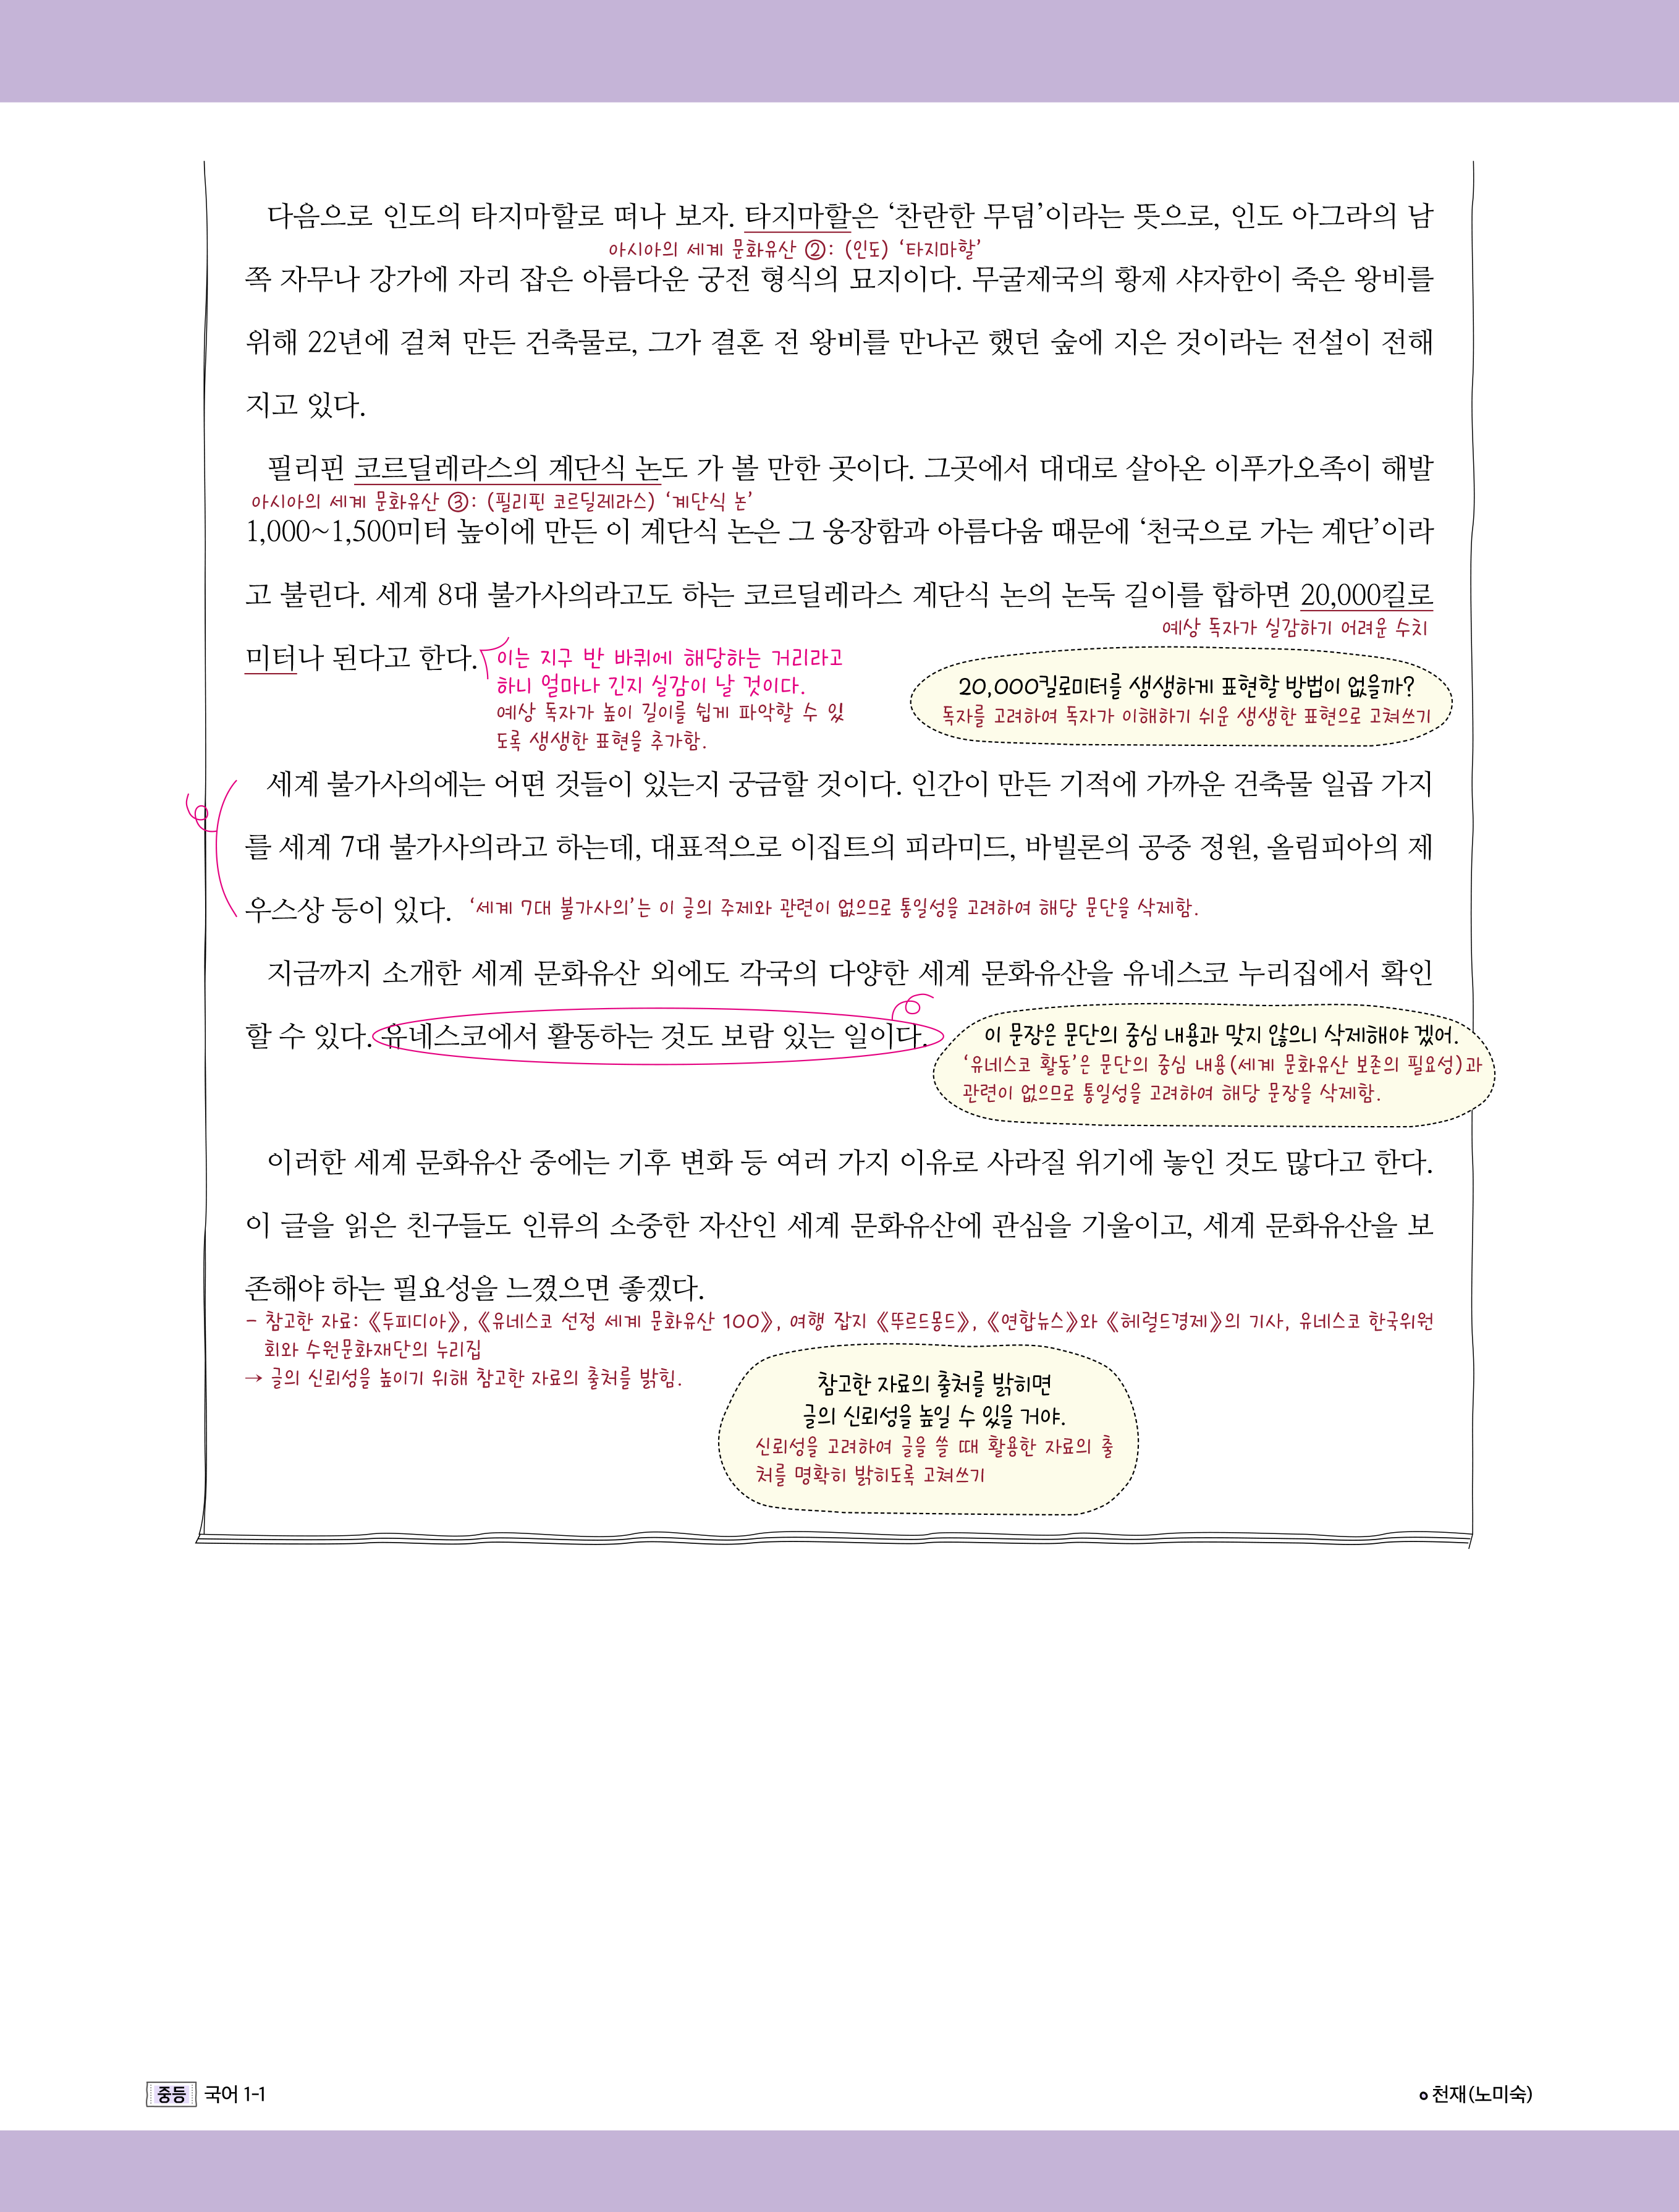 다음으로 인도의 타지마할로 떠나 보자. 타지마할은 ‘찬란한 무덤’이라는 뜻으로, 인도 아그라의 남
아시아의 세계 문화유산 ②: (인도) ‘타지마할’
쪽 자무나 강가에 자리 잡은 아름다운 궁전 형식의 묘지이다. 무굴제국의 황제 샤자한이 죽은 왕비를
위해 22년에 걸쳐 만든 건축물로, 그가 결혼 전 왕비를 만나곤 했던 숲에 지은 것이라는 전설이 전해
지고 있다.
필리핀 코르딜레라스의 계단식 논도 가 볼 만한 곳이다. 그곳에서 대대로 살아온 이푸가오족이 해발
아시아의 세계 문화유산 ③: (필리핀 코르딜레라스) ‘계단식 논’
1,000~1,500미터 높이에 만든 이 계단식 논은 그 웅장함과 아름다움 때문에 ‘천국으로 가는 계단’이라
고 불린다. 세계 8대 불가사의라고도 하는 코르딜레라스 계단식 논의 논둑 길이를 합하면 20,000킬로
예상 독자가 실감하기 어려운 수치
미터나 된다고 한다.
이는 지구 반 바퀴에 해당하는 거리라고
하니 얼마나 긴지 실감이 날 것이다.
예상 독자가 높이 길이를 쉽게 파악할 수 있
도록 생생한 표현을 추가함.
20,000킬로미터를 생생하게 표현할 방법이 없을까?
독자를 고려하여 독자가 이해하기 쉬운 생생한 표현으로 고쳐쓰기
세계 불가사의에는 어떤 것들이 있는지 궁금할 것이다. 인간이 만든 기적에 가까운 건축물 일곱 가지
를 세계 7대 불가사의라고 하는데, 대표적으로 이집트의 피라미드, 바빌론의 공중 정원, 올림피아의 제
우스상 등이 있다.
‘세계 7대 불가사의’는 이 글의 주제와 관련이 없으므로 통일성을 고려하여 해당 문단을 삭제함.
지금까지 소개한 세계 문화유산 외에도 각국의 다양한 세계 문화유산을 유네스코 누리집에서 확인
할 수 있다. 유네스코에서 활동하는 것도 보람 있는 일이다.
이 문장은 문단의 중심 내용과 맞지 않으니 삭제해야 겠어.
‘유네스코 활동’은 문단의 중심 내용(세계 문화유산 보존의 필요성)과
관련이 없으므로 통일성을 고려하여 해당 문장을 삭제함.
이러한 세계 문화유산 중에는 기후 변화 등 여러 가지 이유로 사라질 위기에 놓인 것도 많다고 한다.
이 글을 읽은 친구들도 인류의 소중한 자산인 세계 문화유산에 관심을 기울이고, 세계 문화유산을 보
존해야 하는 필요성을 느꼈으면 좋겠다.
- 참고한 자료: 《두피디아》, 《유네스코 선정 세계 문화유산 100》, 여행 잡지 《뚜르드몽드》, 《연합뉴스》와 《헤럴드경제》의 기사, 유네스코 한국위원
회와 수원문화재단의 누리집
→ 글의 신뢰성을 높이기 위해 참고한 자료의 출처를 밝힘.
참고한 자료의 출처를 밝히면
글의 신뢰성을 높일 수 있을 거야.
신뢰성을 고려하여 글을 쓸 때 활용한 자료의 출
처를 명확히 밝히도록 고쳐쓰기
중등 국어 1-1
천재(노미숙)